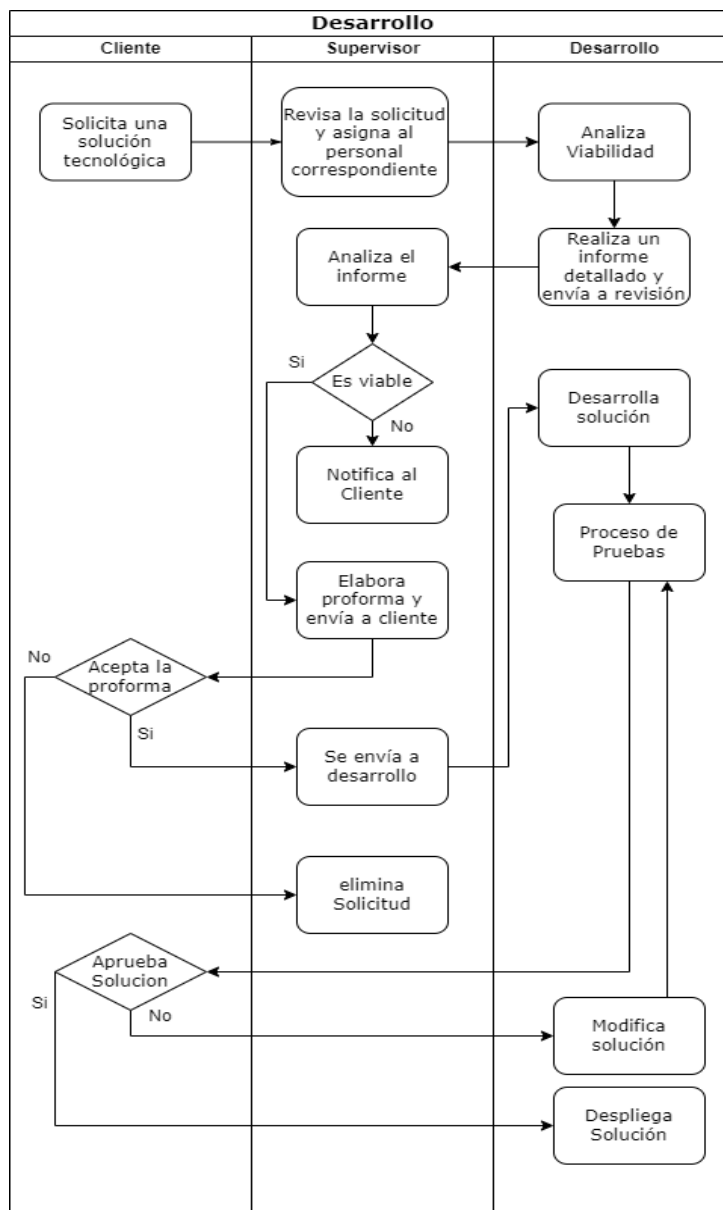 Desarrollo
Cliente
Supervisor
Desarrollo
Solicita una
solución
tecnológica
Revisa la solicitud
y asigna al
personal
correspondiente
Analiza
Viabilidad
Realiza un
informe
detallado y
envía a revisión
Analiza el
informe
Si
Es viable
No
Notifica al
Cliente
Desarrolla
solución
Proceso de
Pruebas
Elabora
proforma y
envía a cliente
No
Acepta la
proforma
Si
Se envía a
desarrollo
elimina
Solicitud
Aprueba
Solucion
Si
No
Modifica
solución
Despliega
Solución